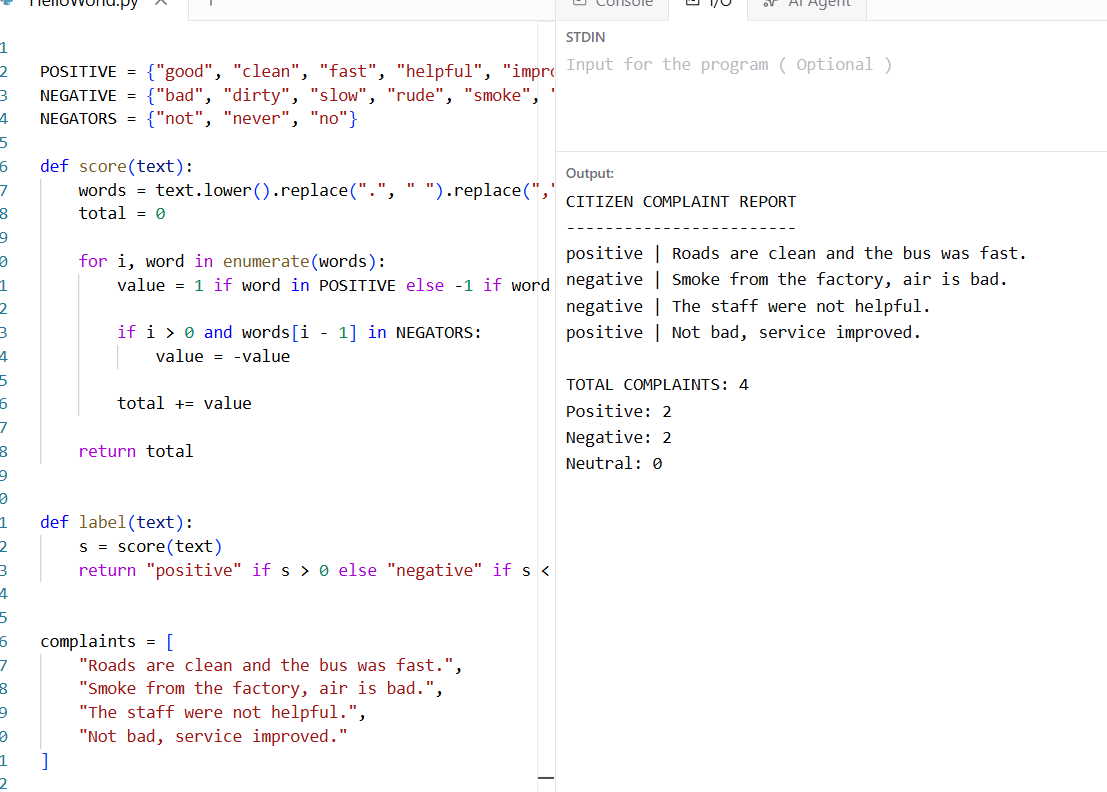 HelloWorld.py
Console I/O AI Agent
1
2 POSITIVE = {"good", "clean", "fast", "helpful", "impro
3 NEGATIVE = {"bad", "dirty", "slow", "rude", "smoke", "
4 NEGATORS = {"not", "never", "no"}
5
6 def score(text):
7 words = text.lower().replace(".", " ").replace(","
8 total = 0
9
0 for i, word in enumerate(words):
1 value = 1 if word in POSITIVE else -1 if word
2
3 if i > 0 and words[i - 1] in NEGATORS:
4 value = -value
5
6 total += value
7
8 return total
9
0
1 def label(text):
2 s = score(text)
3 return "positive" if s > 0 else "negative" if s <
4
5
6 complaints = [
7 "Roads are clean and the bus was fast.",
8 "Smoke from the factory, air is bad.",
9 "The staff were not helpful.",
0 "Not bad, service improved."
1 ]
2
STDIN
Input for the program ( Optional )
Output:
CITIZEN COMPLAINT REPORT
------------------------
positive | Roads are clean and the bus was fast.
negative | Smoke from the factory, air is bad.
negative | The staff were not helpful.
positive | Not bad, service improved.
TOTAL COMPLAINTS: 4
Positive: 2
Negative: 2
Neutral: 0